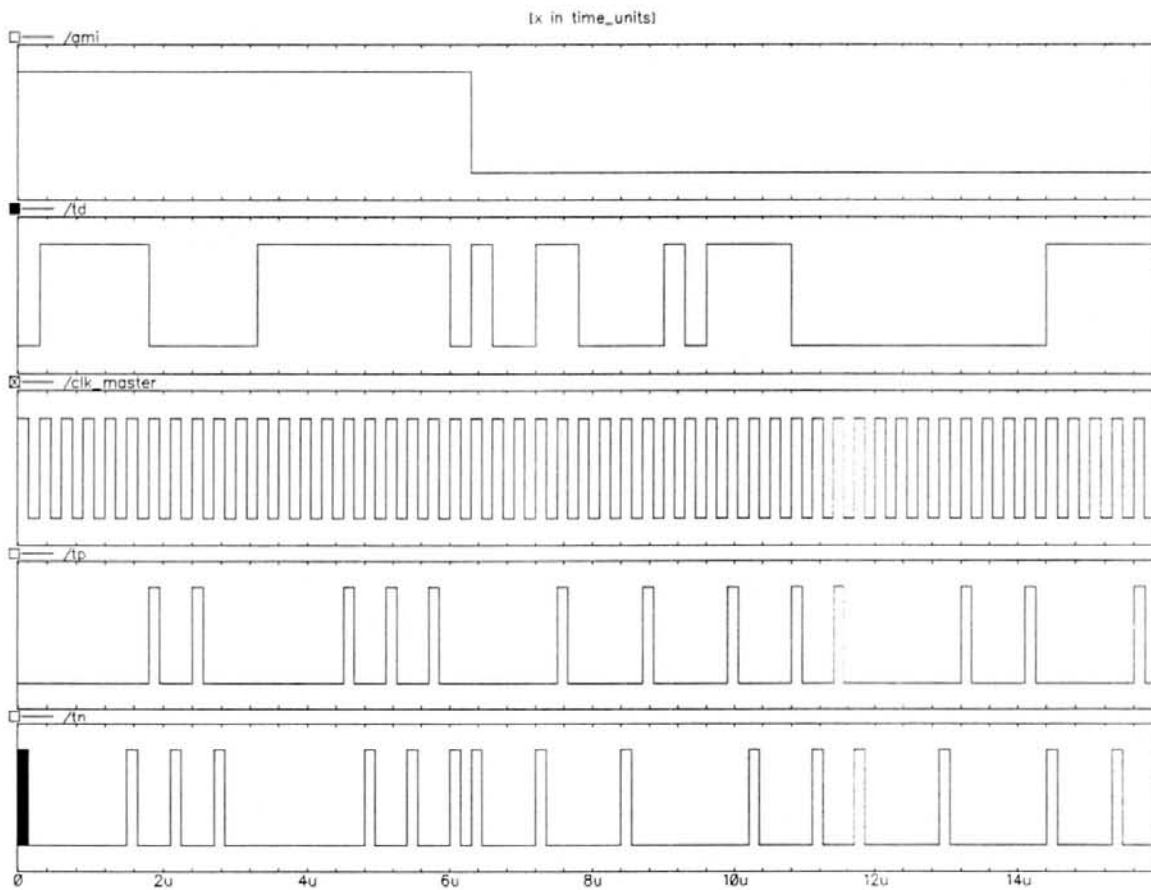 [x in time_units]
/ami
/td
/clk_master
/tp
/tn
0 2u 4u 6u 8u 10u 12u 14u